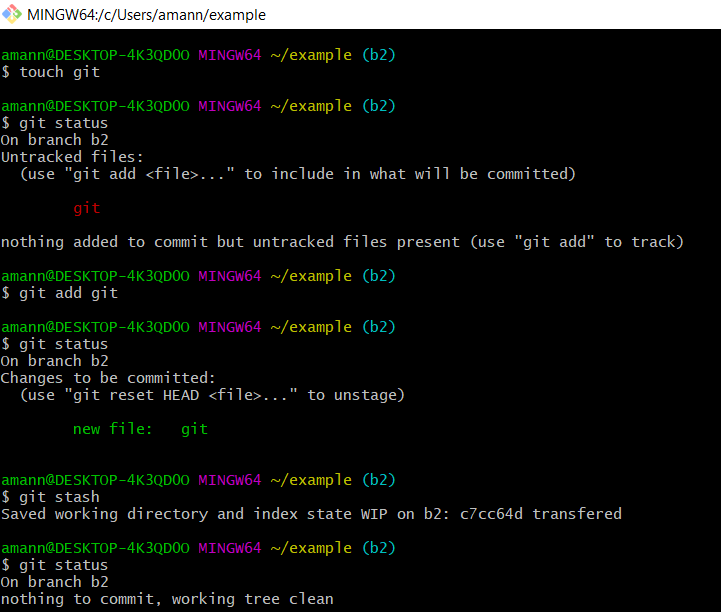 MINGW64:/c/Users/amann/example
amann@DESKTOP-4K3QD0O MINGW64 ~/example (b2)
$ touch git
amann@DESKTOP-4K3QD0O MINGW64 ~/example (b2)
$ git status
On branch b2
Untracked files:
  (use "git add <file>..." to include in what will be committed)
        git
nothing added to commit but untracked files present (use "git add" to track)
amann@DESKTOP-4K3QD0O MINGW64 ~/example (b2)
$ git add git
amann@DESKTOP-4K3QD0O MINGW64 ~/example (b2)
$ git status
On branch b2
Changes to be committed:
  (use "git reset HEAD <file>..." to unstage)
        new file:   git
amann@DESKTOP-4K3QD0O MINGW64 ~/example (b2)
$ git stash
Saved working directory and index state WIP on b2: c7cc64d transfered
amann@DESKTOP-4K3QD0O MINGW64 ~/example (b2)
$ git status
On branch b2
nothing to commit, working tree clean